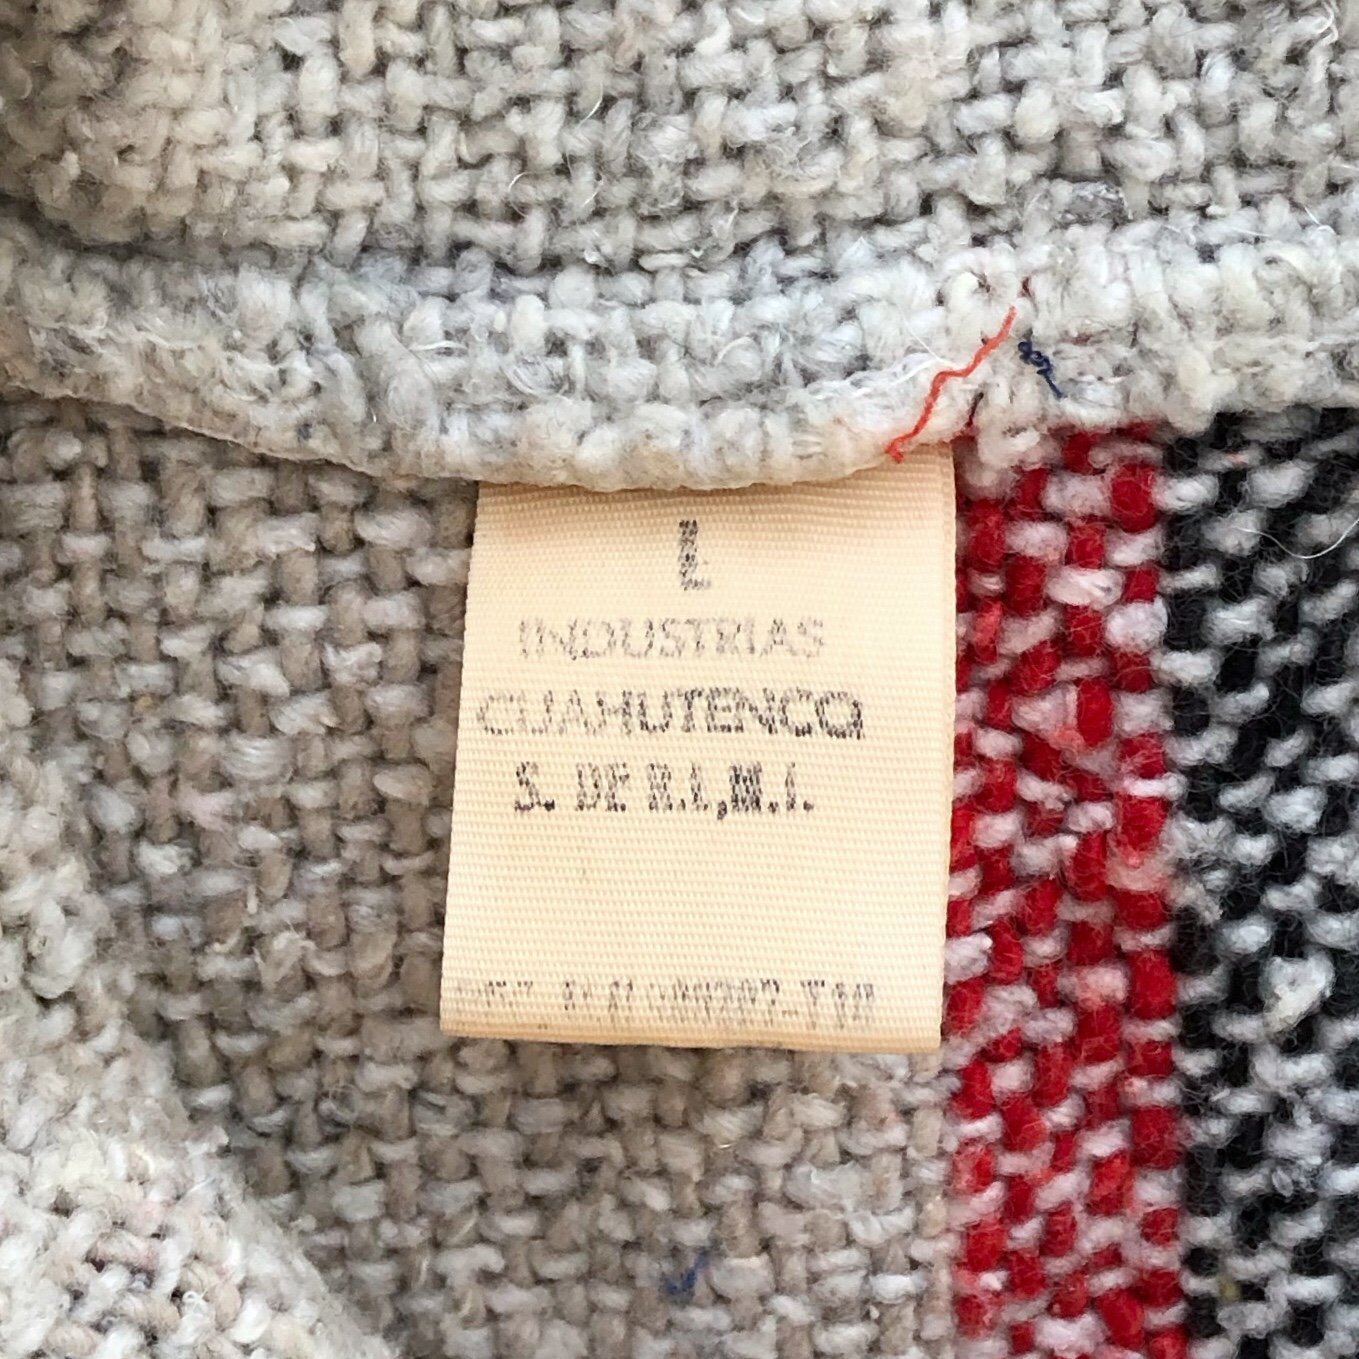 L
INDUSTRIAS
CUAHUTENCO
S. DE R.L,M.I.